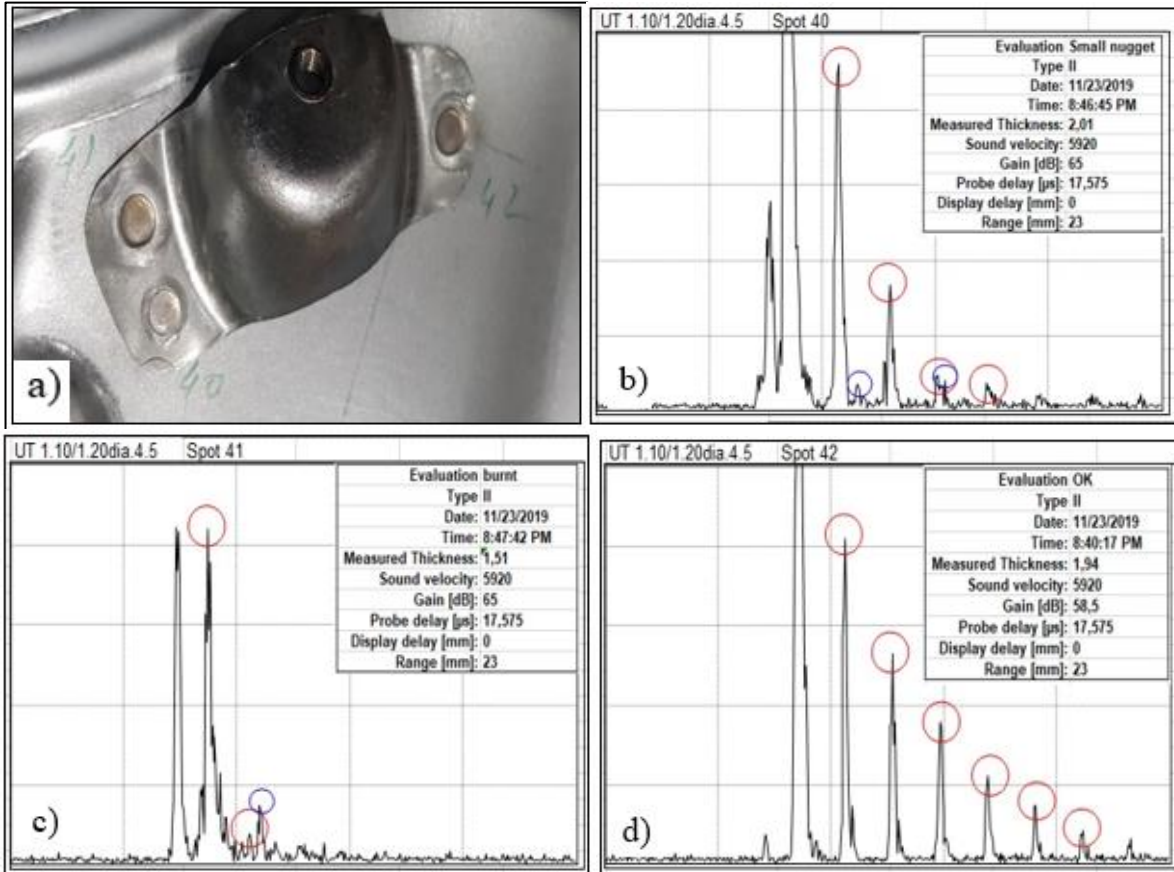 41
42
40
a)
UT 1.10/1.20dia.4.5 Spot 40
Evaluation Small nugget
Type II
Date: 11/23/2019
Time: 8:46:45 PM
Measured Thickness: 2,01
Sound velocity: 5920
Gain [dB]: 65
Probe delay [µs]: 17,575
Display delay [mm]: 0
Range [mm]: 23
b)
UT 1.10/1.20dia.4.5 Spot 41
Evaluation burnt
Type II
Date: 11/23/2019
Time: 8:47:42 PM
Measured Thickness: 1,51
Sound velocity: 5920
Gain [dB]: 65
Probe delay [µs]: 17,575
Display delay [mm]: 0
Range [mm]: 23
c)
UT 1.10/1.20dia.4.5 Spot 42
Evaluation OK
Type II
Date: 11/23/2019
Time: 8:40:17 PM
Measured Thickness: 1,94
Sound velocity: 5920
Gain [dB]: 58,5
Probe delay [µs]: 17,575
Display delay [mm]: 0
Range [mm]: 23
d)